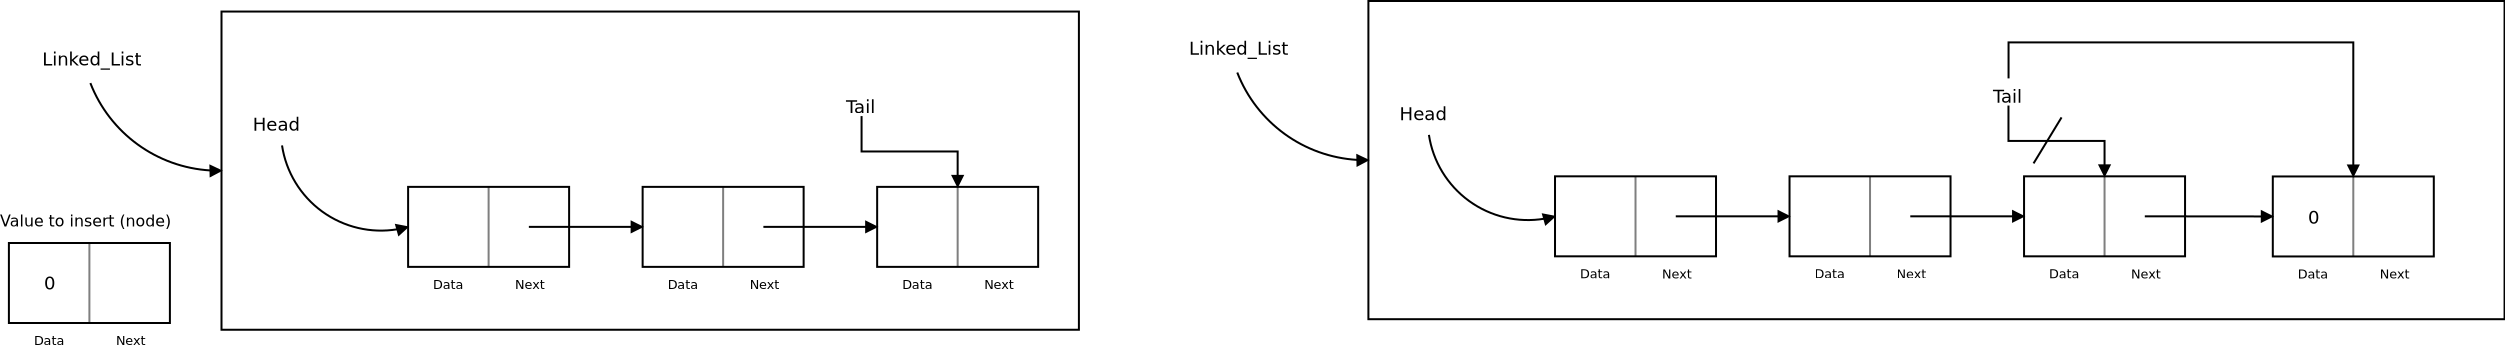 Linked_List
Head
Tail
Data Next
Data Next
Data Next
Value to insert (node)
0
Data Next
Linked_List
Head
Tail
0
Data Next
Data Next
Data Next
Data Next